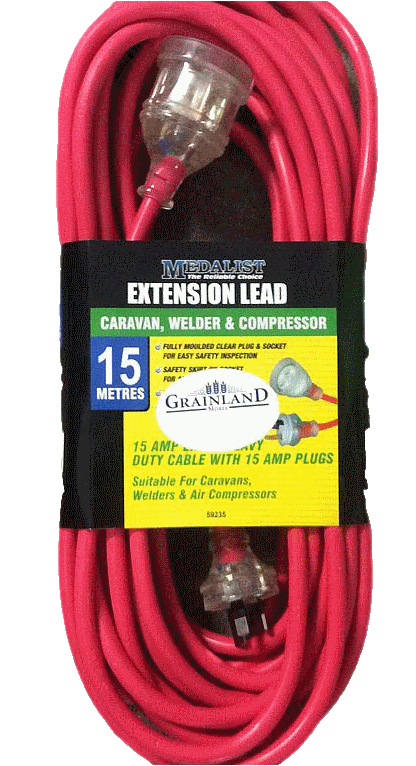 MEDALIST
The Reliable Choice
EXTENSION LEAD
CARAVAN, WELDER & COMPRESSOR
15
METRES
FULLY MOULDED CLEAR PLUG & SOCKET
FOR EASY SAFETY INSPECTION
SAFETY SKIRT SOCKET
FOR
GRAINLAND
MOREE
15 AMP
DUTY CABLE WITH 15 AMP PLUGS
Suitable For Caravans,
Welders & Air Compressors
59235